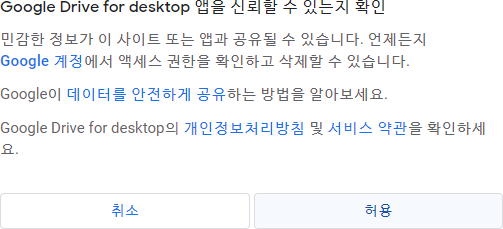 Google Drive for desktop 앱을 신뢰할 수 있는지 확인
민감한 정보가 이 사이트 또는 앱과 공유될 수 있습니다. 언제든지
Google 계정에서 액세스 권한을 확인하고 삭제할 수 있습니다.
Google이 데이터를 안전하게 공유하는 방법을 알아보세요.
Google Drive for desktop의 개인정보처리방침 및 서비스 약관을 확인하세
요.
취소
허용